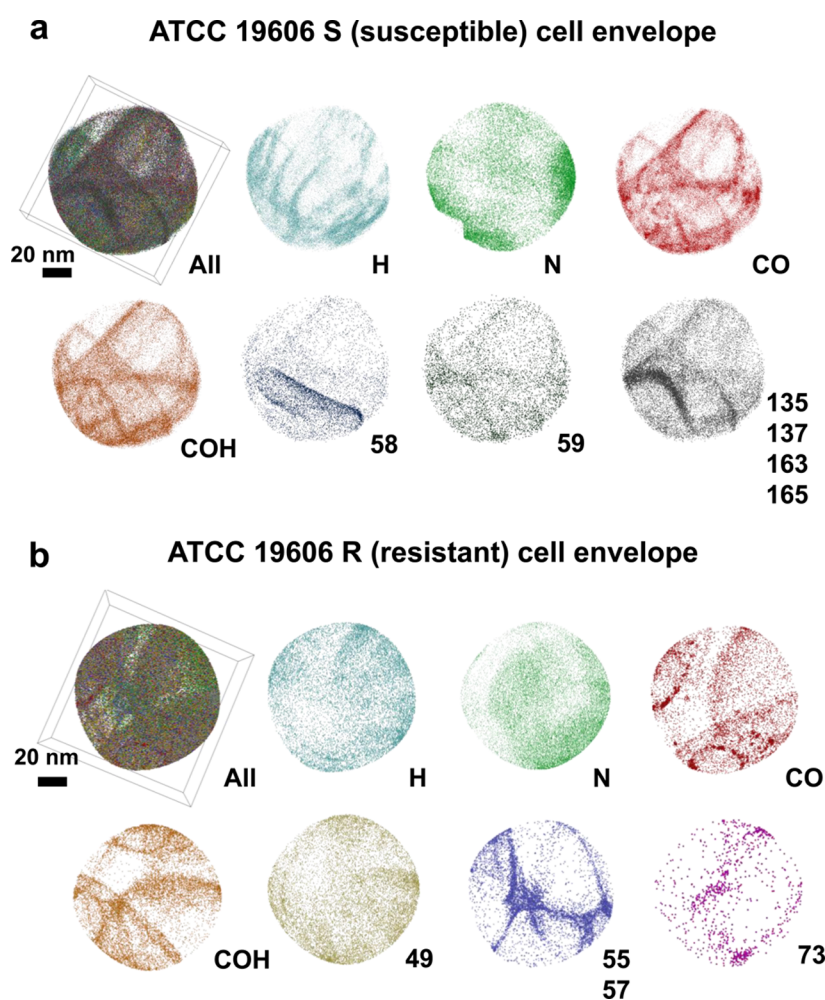 a
ATCC 19606 S (susceptible) cell envelope
20 nm
All
H
N
CO
COH
58
59
135
137
163
165
b
ATCC 19606 R (resistant) cell envelope
20 nm
All
H
N
CO
COH
49
55
57
73